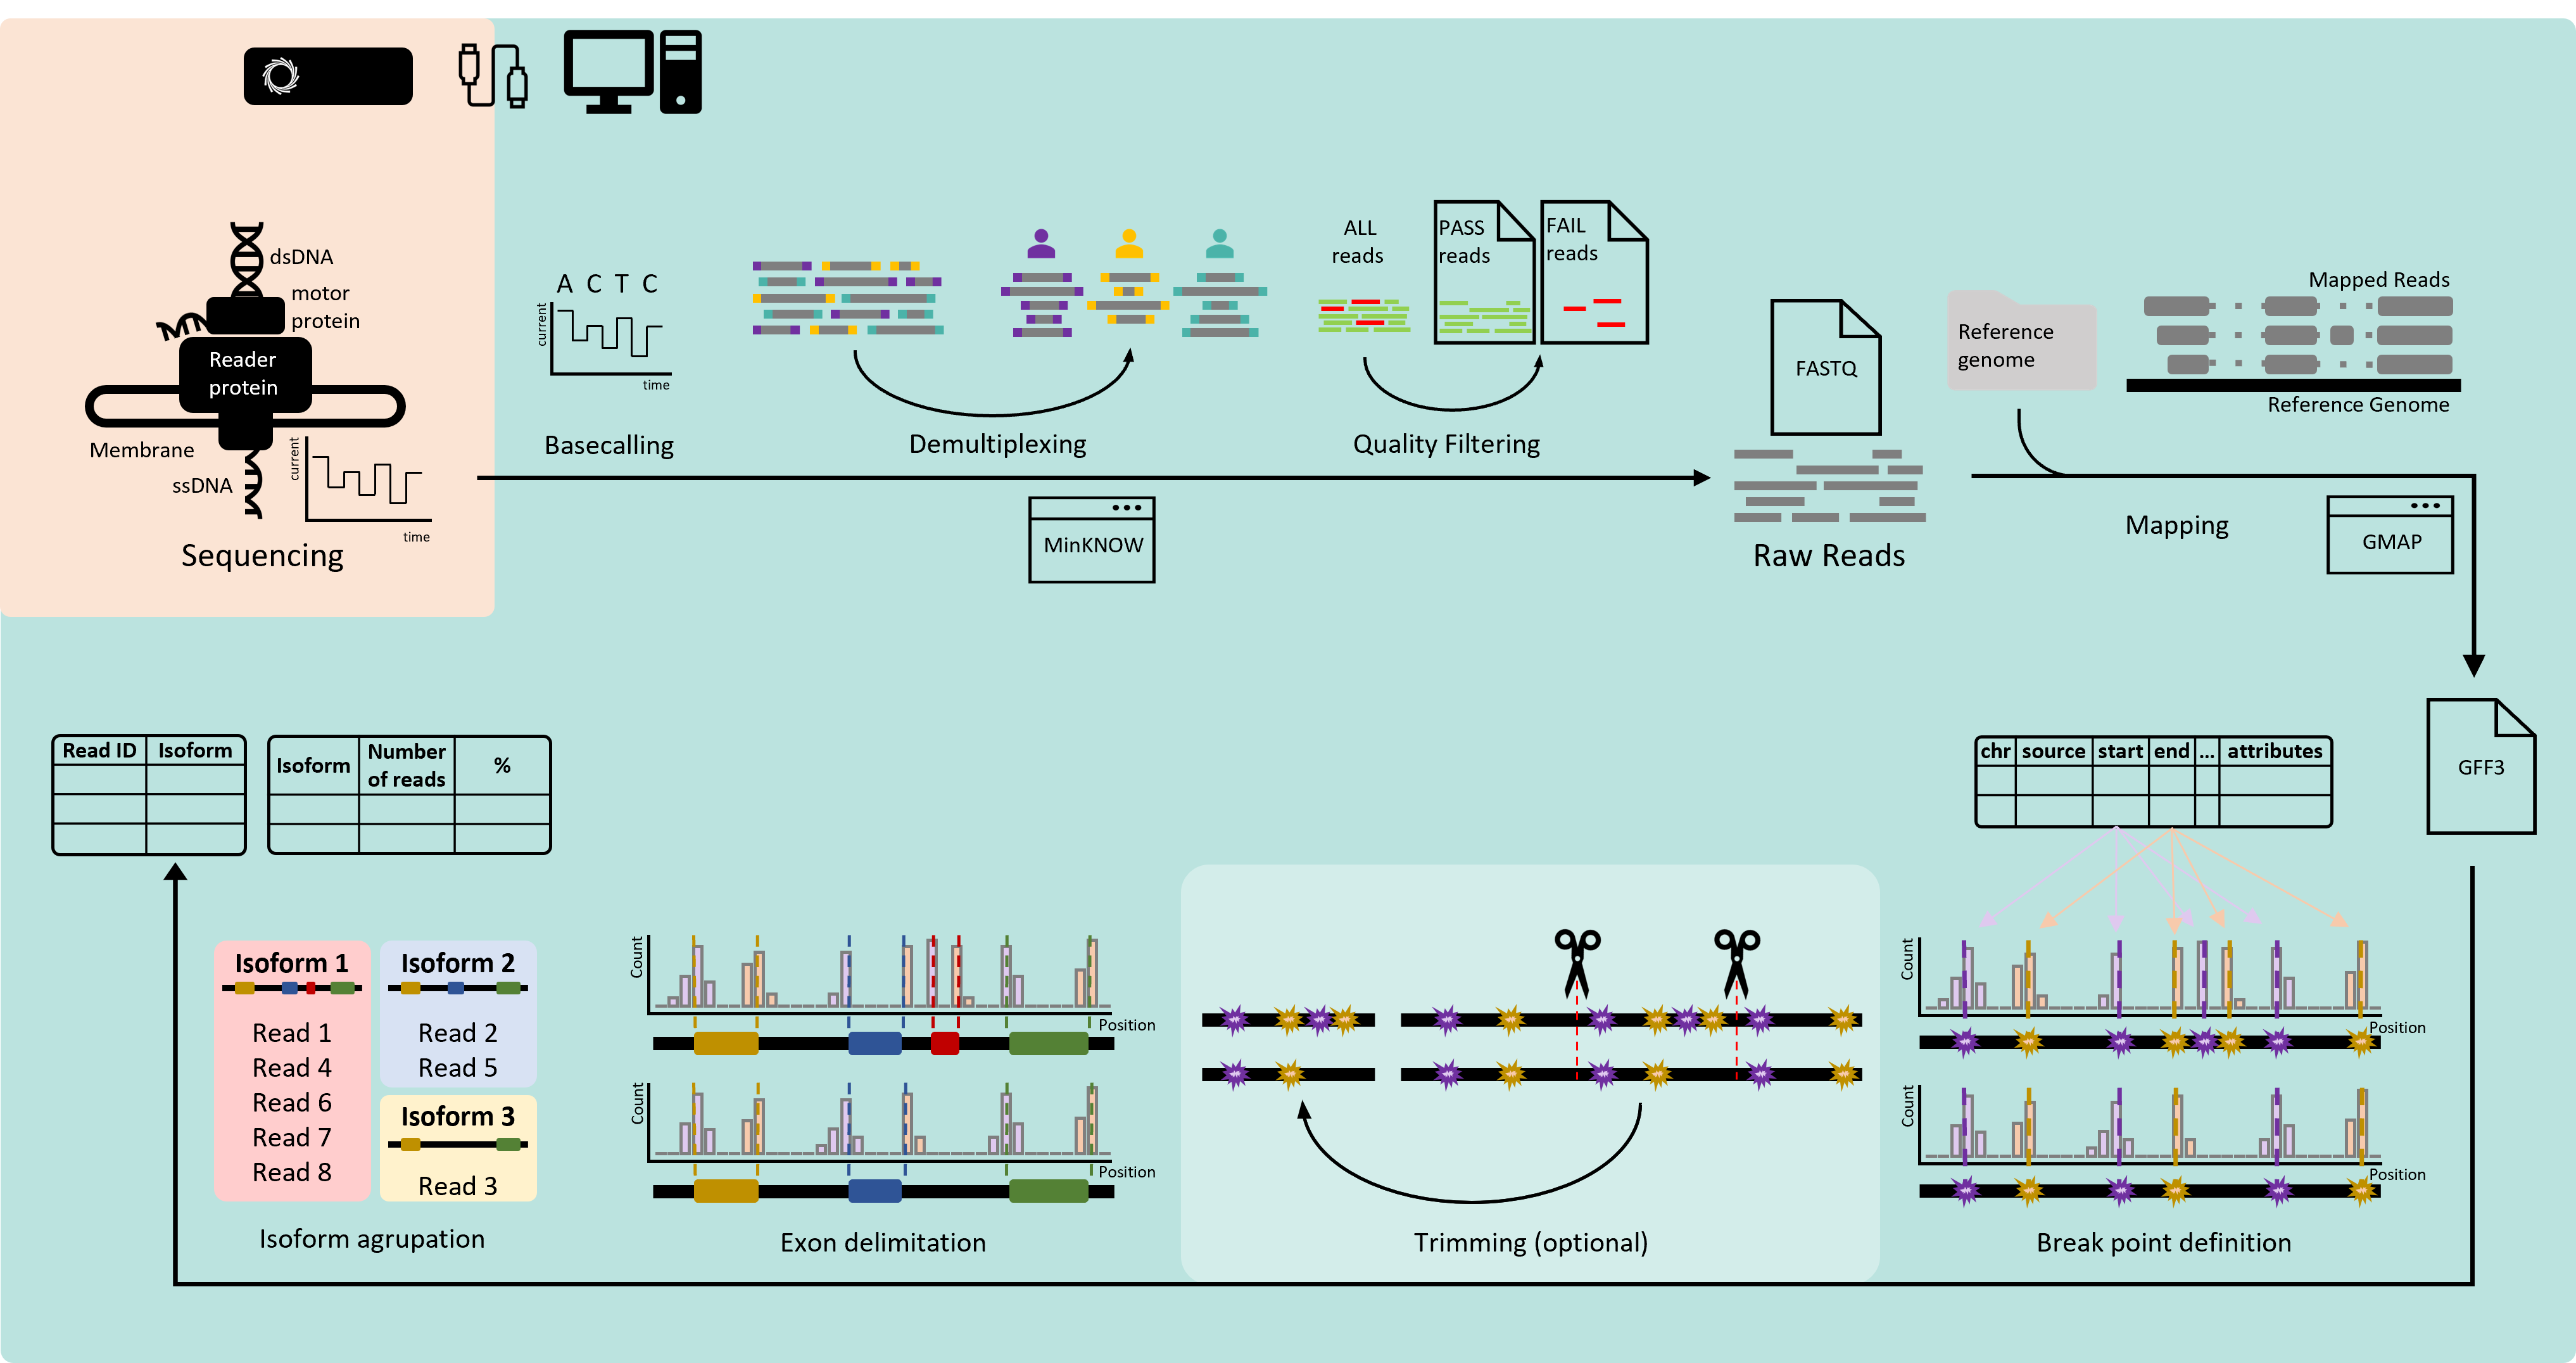 dsDNA
motor
protein
Reader
protein
Membrane
ssDNA
current
time
Sequencing
A C T C
current
time
Basecalling
Demultiplexing
ALL
reads
PASS
reads
FAIL
reads
Quality Filtering
MinKNOW
FASTQ
Raw Reads
Reference
genome
Mapped Reads
Reference Genome
Mapping
GMAP
GFF3
chr source start end ... attributes
Count
Position
Count
Position
Break point definition
Trimming (optional)
Count
Position
Count
Position
Exon delimitation
Isoform 1
Read 1
Read 4
Read 6
Read 7
Read 8
Isoform 2
Read 2
Read 5
Isoform 3
Read 3
Isoform agrupation
Read ID Isoform
Isoform Number of reads %